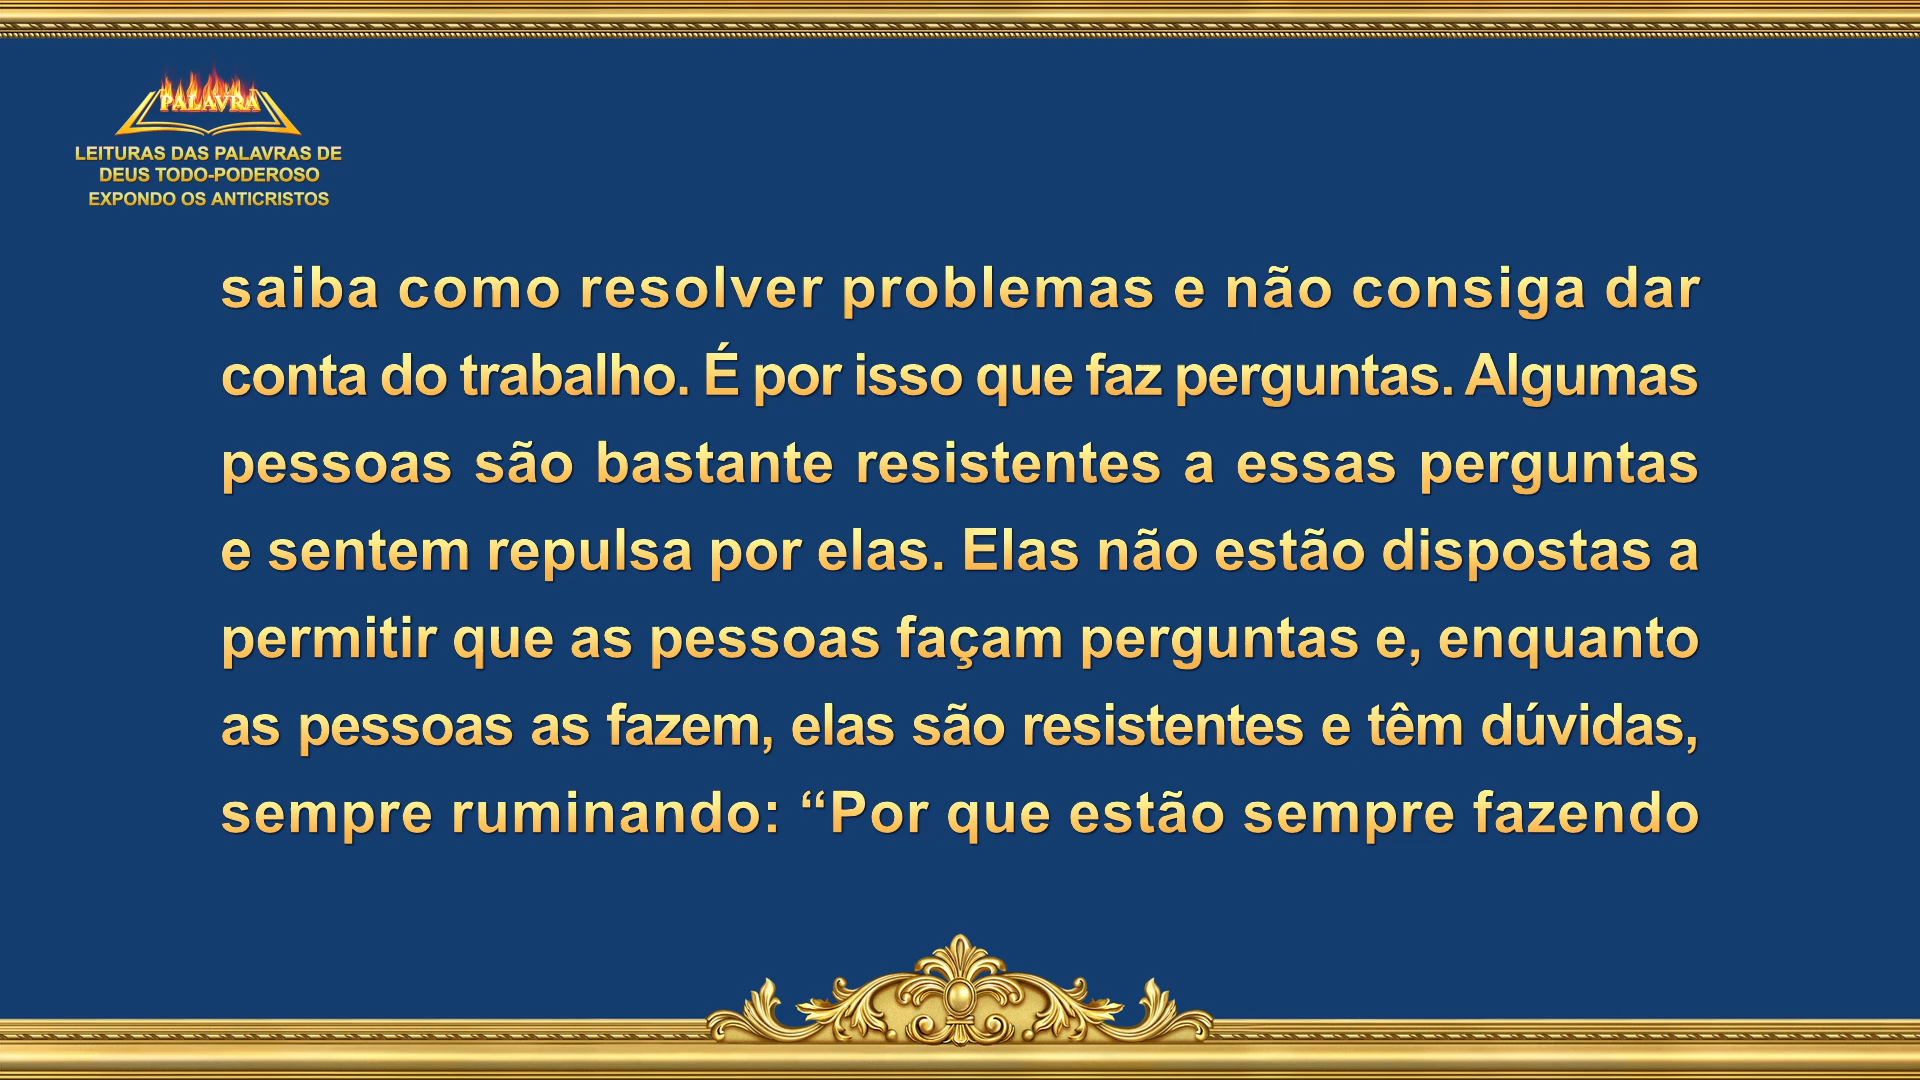 PALAVRA
LEITURAS DAS PALAVRAS DE
DEUS TODO-PODEROSO
EXPONDO OS ANTICRISTOS
saiba como resolver problemas e não consiga dar
conta do trabalho. É por isso que faz perguntas. Algumas
pessoas são bastante resistentes a essas perguntas
e sentem repulsa por elas. Elas não estão dispostas a
permitir que as pessoas façam perguntas e, enquanto
as pessoas as fazem, elas são resistentes e têm dúvidas,
sempre ruminando: “Por que estão sempre fazendo